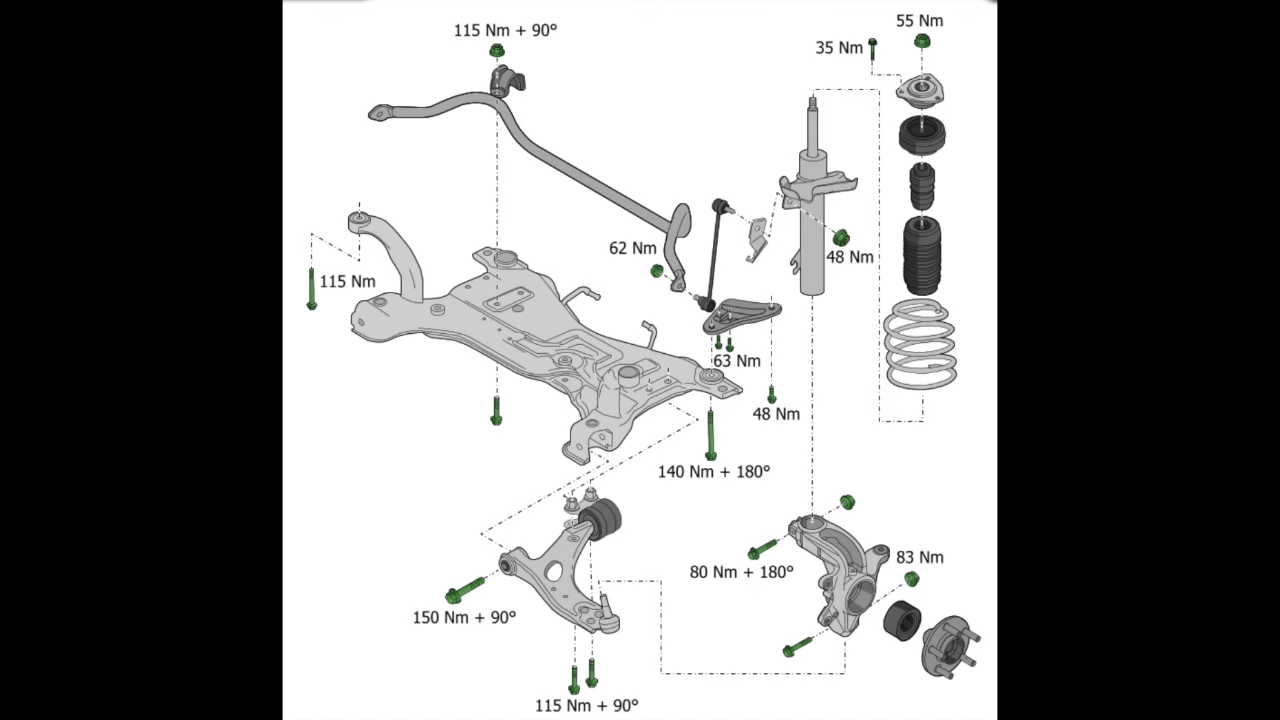 55 Nm
115 Nm + 90°
35 Nm
62 Nm
48 Nm
115 Nm
63 Nm
48 Nm
140 Nm + 180°
83 Nm
80 Nm + 180°
150 Nm + 90°
115 Nm + 90°